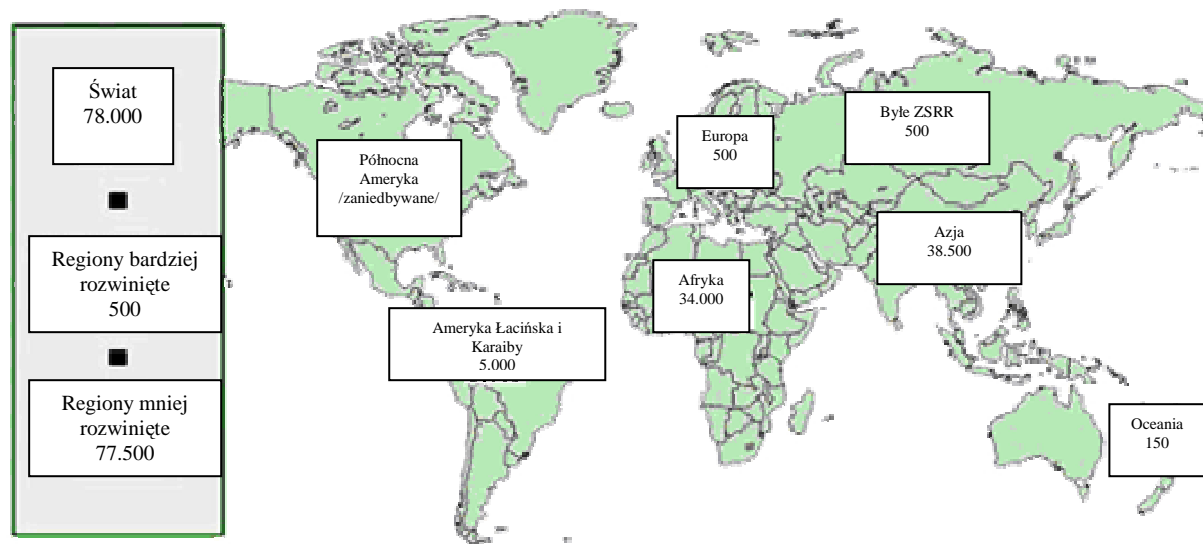 Świat
78.000
Regiony bardziej
rozwinięte
500
Regiony mniej
rozwinięte
77.500
Północna
Ameryka
/zaniedbywane/
Ameryka Łacińska i
Karaiby
5.000
Europa
500
Afryka
34.000
Byłe ZSRR
500
Azja
38.500
Oceania
150